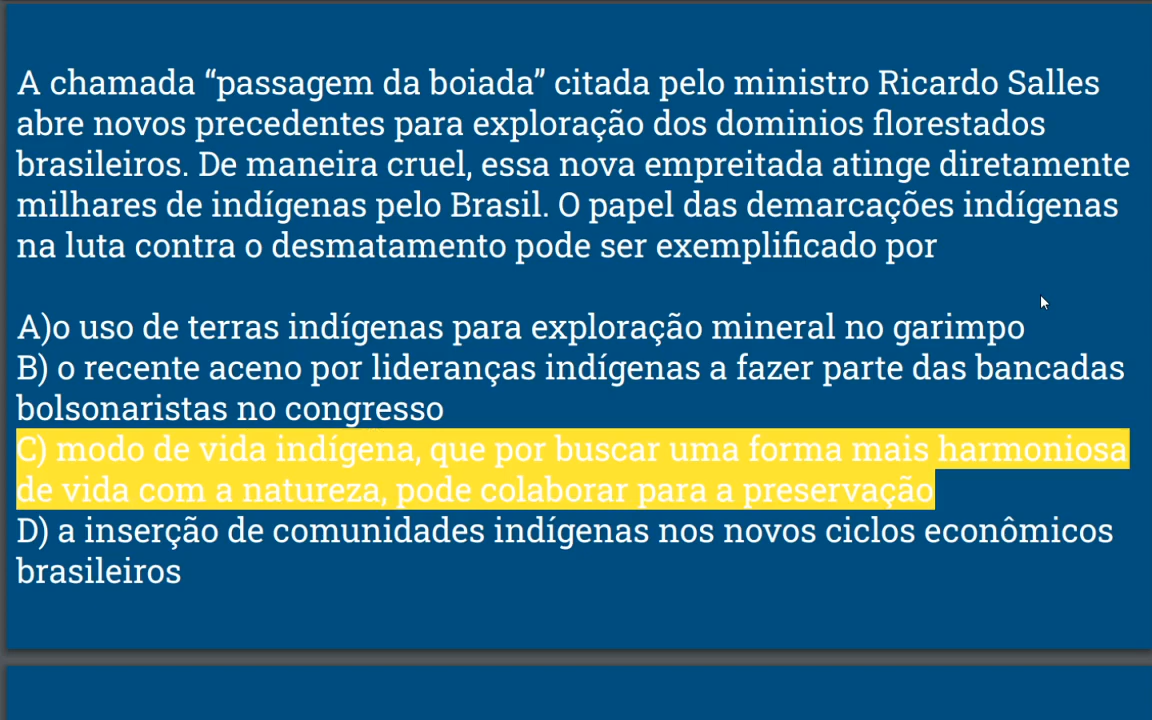 A chamada “passagem da boiada” citada pelo ministro Ricardo Salles
abre novos precedentes para exploração dos dominios florestados
brasileiros. De maneira cruel, essa nova empreitada atinge diretamente
milhares de indígenas pelo Brasil. O papel das demarcações indígenas
na luta contra o desmatamento pode ser exemplificado por
A)o uso de terras indígenas para exploração mineral no garimpo
B) o recente aceno por lideranças indígenas a fazer parte das bancadas
bolsonaristas no congresso
C) modo de vida indígena, que por buscar uma forma mais harmoniosa
de vida com a natureza, pode colaborar para a preservação
D) a inserção de comunidades indígenas nos novos ciclos econômicos
brasileiros